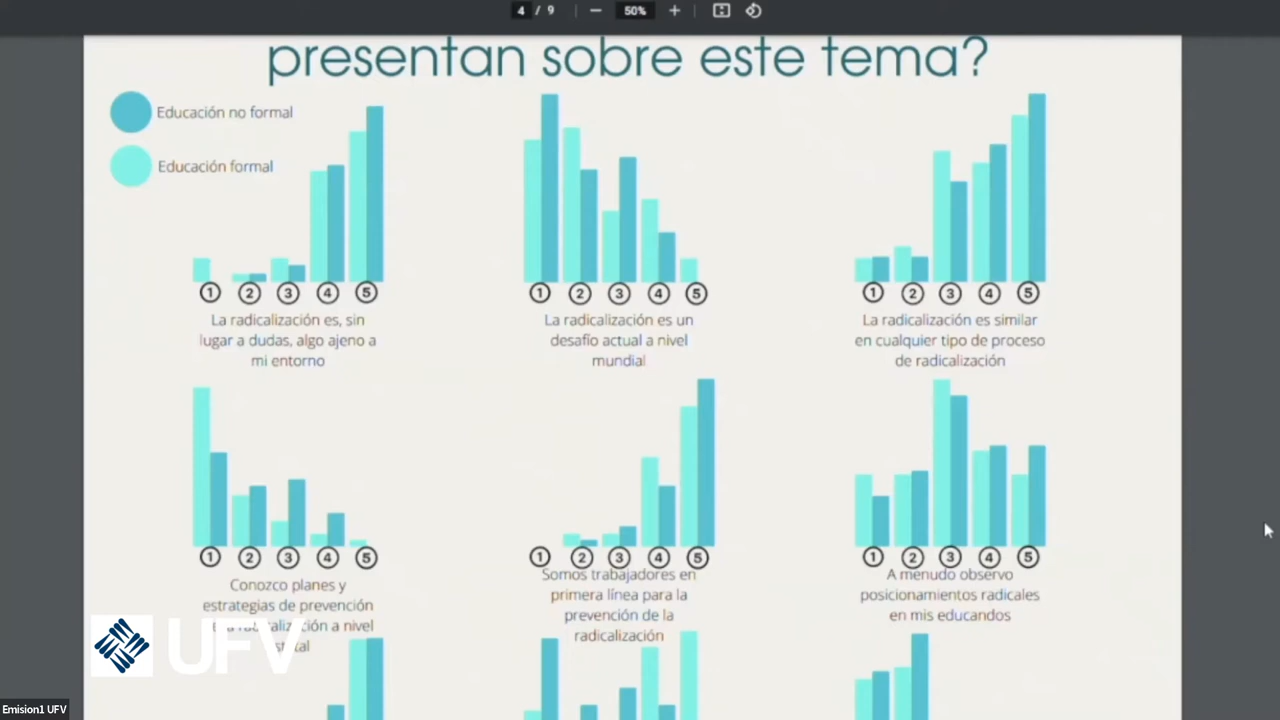 4 / 9
50%
presentan sobre este tema?
Educación no formal
Educación formal
1 2 3 4 5
La radicalización es, sin
lugar a dudas, algo ajeno a
mi entorno
1 2 3 4 5
La radicalización es un
desafío actual a nivel
mundial
1 2 3 4 5
La radicalización es similar
en cualquier tipo de proceso
de radicalización
1 2 3 4 5
Conozco planes y
estrategias de prevención
a nivel
1 2 3 4 5
Somos trabajadores en
primera línea para la
prevención de la
radicalización
1 2 3 4 5
A menudo observo
posicionamientos radicales
en mis educandos
UFV
Emision1 UFV